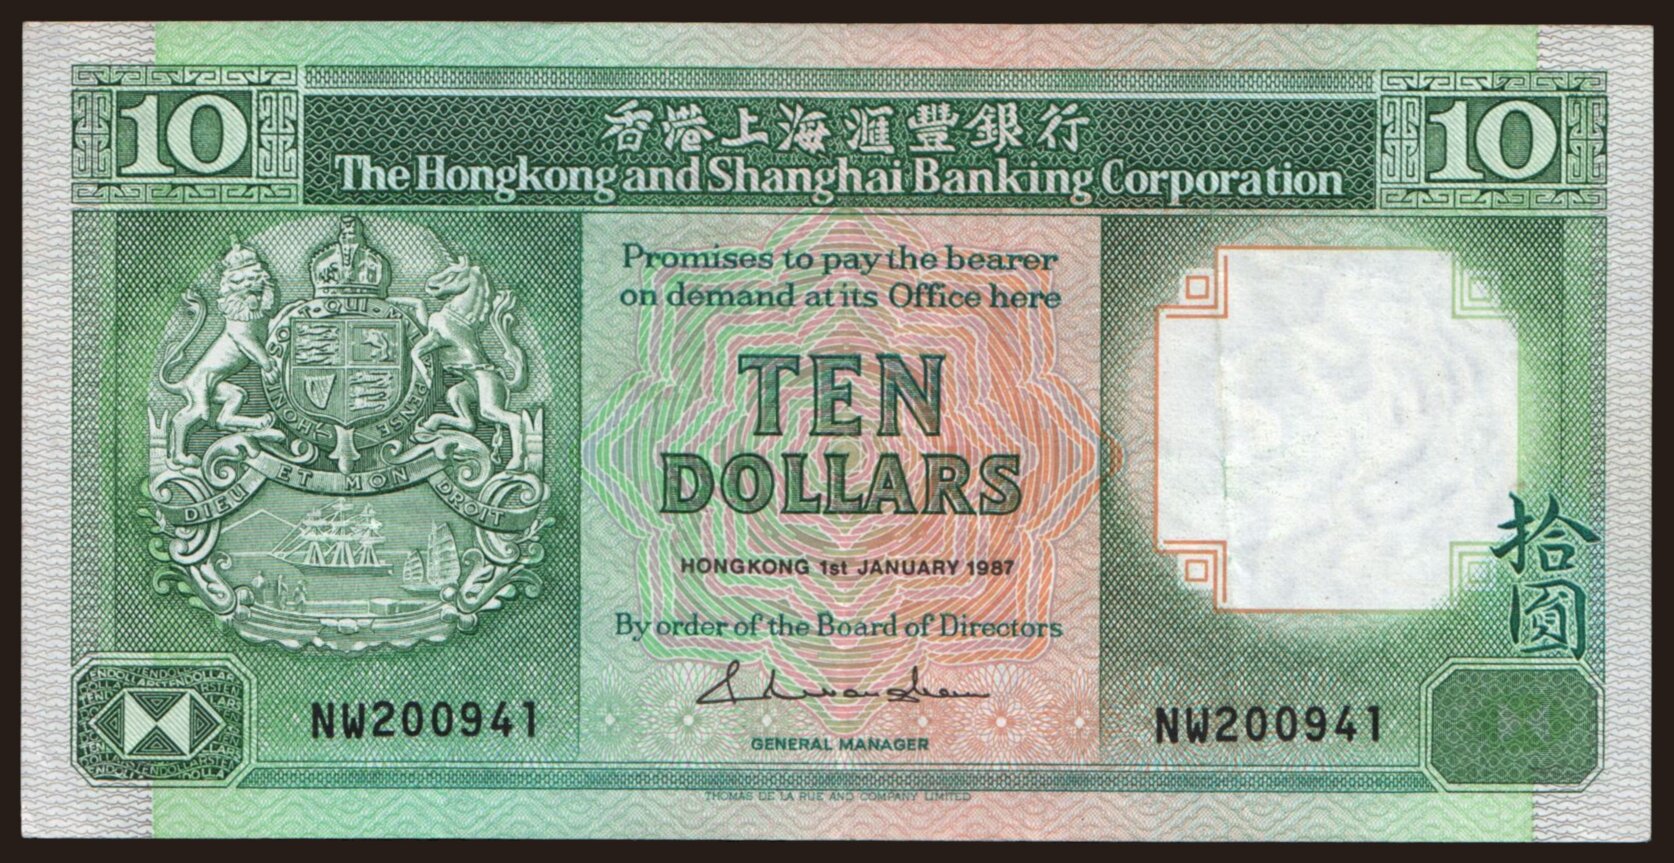 10
香港上海滙豐銀行
10
The Hongkong and Shanghai Banking Corporation
Promises to pay the bearer
on demand at its Office here
TEN
DOLLARS
HONGKONG 1st JANUARY 1987
By order of the Board of Directors
GENERAL MANAGER
DIEU ET MON DROIT
拾圓
NW200941
NW200941
THOMAS DE LA RUE AND COMPANY LIMITED